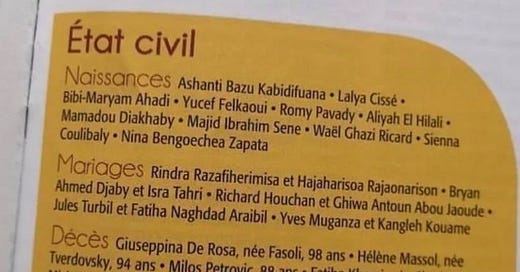 État civil
Naissances Ashanti Bazu Kabidifuana • Lalya Cissé •
Bibi-Maryam Ahadi • Yucef Felkaoui • Romy Pavady • Aliyah El Hilali •
Mamadou Diakhaby • Majid Ibrahim Sene • Waël Ghazi Ricard • Sienna
Coulibaly • Nina Bengoechea Zapata
Mariages Rindra Razafiherimisa et Hajaharisoa Rajaonarison • Bryan
Ahmed Djaby et Isra Tahri • Richard Houchan et Ghiwa Antoun Abou Jaoude •
Jules Turbil et Fatiha Naghdad Araibil • Yves Muganza et Kangleh Kouame
Décès Giuseppina De Rosa, née Fasoli, 98 ans • Hélène Massol, née
Tverdovsky, 94 ans • Milos Petrovic, 88 ans •